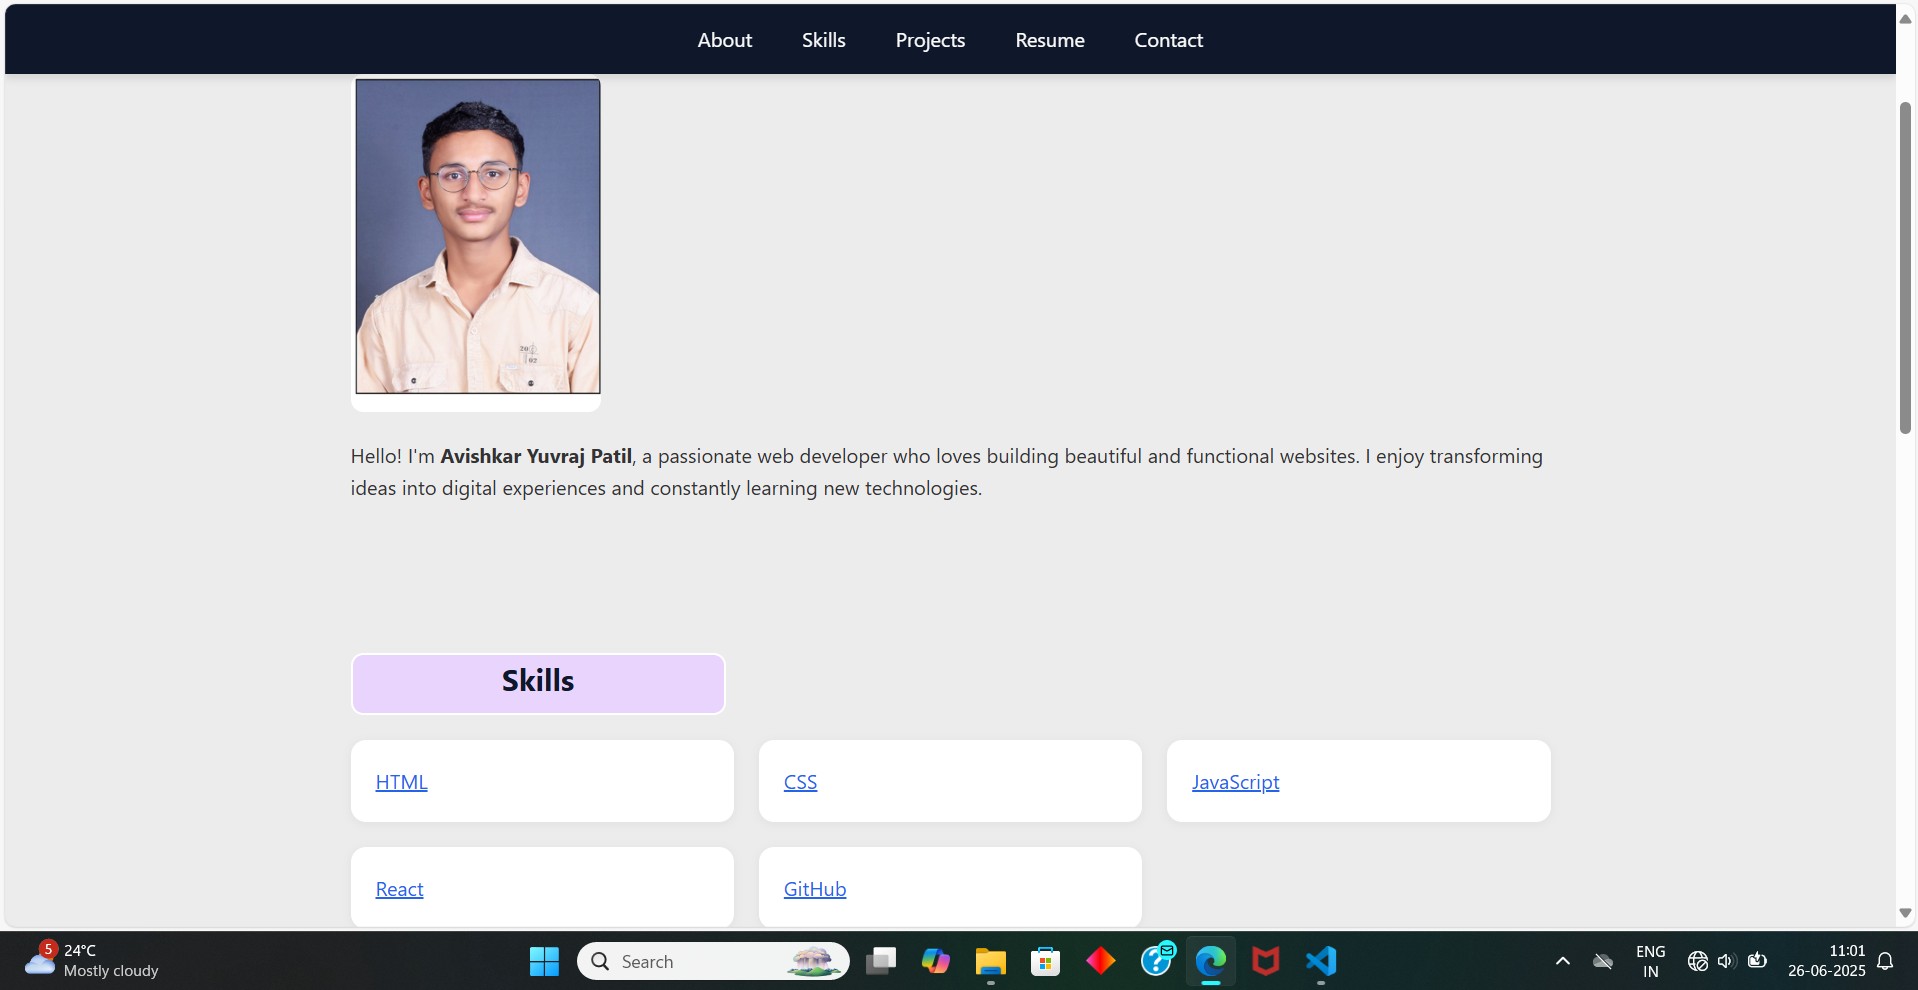 About Skills Projects Resume Contact
Hello! I'm Avishkar Yuvraj Patil, a passionate web developer who loves building beautiful and functional websites. I enjoy transforming
ideas into digital experiences and constantly learning new technologies.
Skills
HTML CSS JavaScript
React GitHub
5
24°C
Mostly cloudy
Search
ENG
IN
11:01
26-06-2025